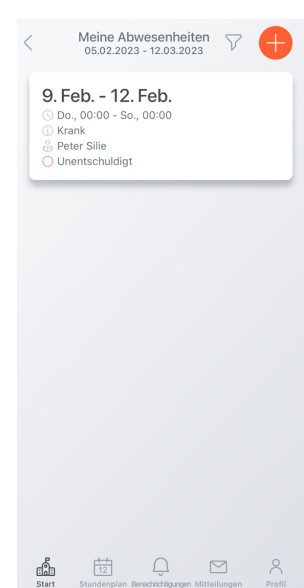 Meine Abwesenheiten
05.02.2023 - 12.03.2023
9. Feb. - 12. Feb.
Do., 00:00 - So., 00:00
Krank
Peter Silie
Unentschuldigt
12
Start Stundenplan Benachrichtigungen Mitteilungen Profil